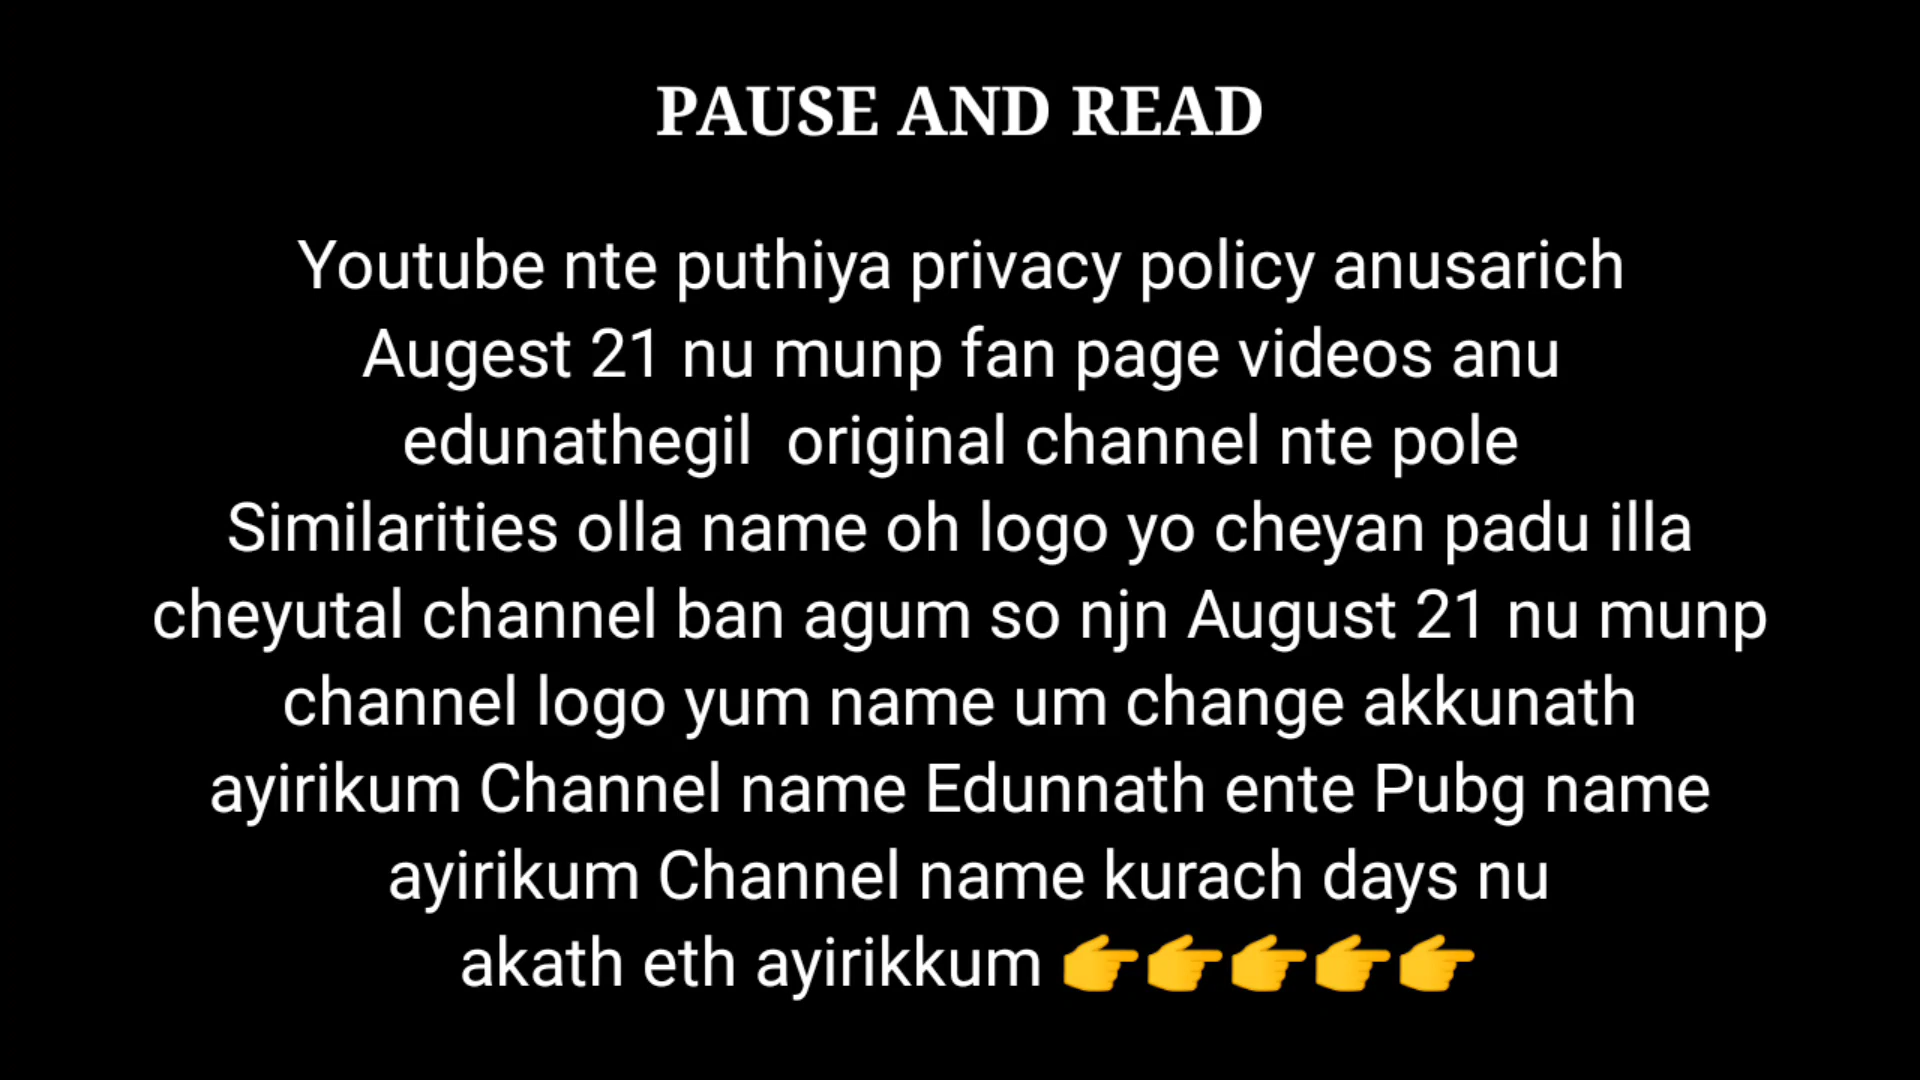 PAUSE AND READ
Youtube nte puthiya privacy policy anusarich
Augest 21 nu munp fan page videos anu
edunathegil  original channel nte pole
Similarities olla name oh logo yo cheyan padu illa
cheyutal channel ban agum so njn August 21 nu munp
channel logo yum name um change akkunath
ayirikum Channel name Edunnath ente Pubg name
ayirikum Channel name kurach days nu
akath eth ayirikkum 👉👉👉👉👉